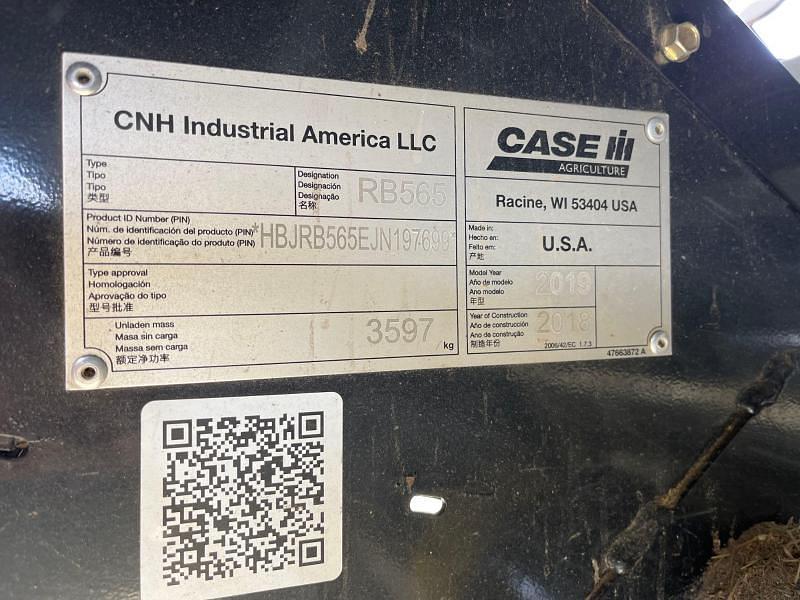 CNH Industrial America LLC
Type
Tipo
Tipo
类型
Designation
Designación
Designação
名称
RB565
Product ID Number (PIN)
Núm. de identificación del producto (PIN)
Número de identificação do produto (PIN)
产品编号
*HBJRB565EJN197699*
Type approval
Homologación
Aprovação do tipo
型号批准
Unladen mass
Masa sin carga
Massa sem carga
额定净功率
3597 /kg
CASE IH
AGRICULTURE
Racine, WI 53404 USA
Made in:
Hecho en:
Feito em:
产地
U.S.A.
Model Year
Año de modelo
Ano modelo
年型
2019
Year of Construction
Año de construcción
Ano de construção
制造年份
2018
2006/42/EC 1.7.3
47663872 A